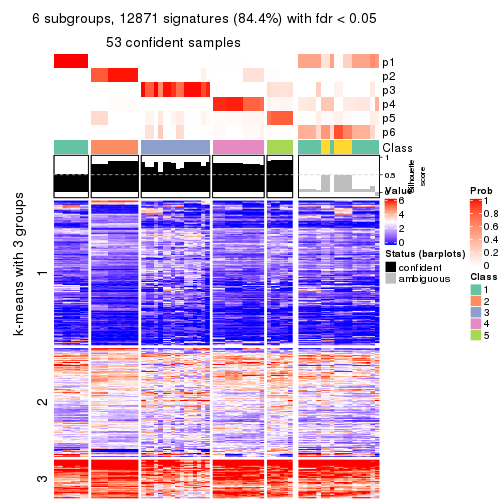 6 subgroups, 12871 signatures (84.4%) with fdr < 0.05
53 confident samples
p1
p2
p3
p4
p5
p6
Class
1
0.5
0
Silhouette
score
k-means with 3 groups
1
2
3
Value
6
4
2
0
Status (barplots)
confident
ambiguous
Prob
1
0.8
0.6
0.4
0.2
0
Class
1
2
3
4
5